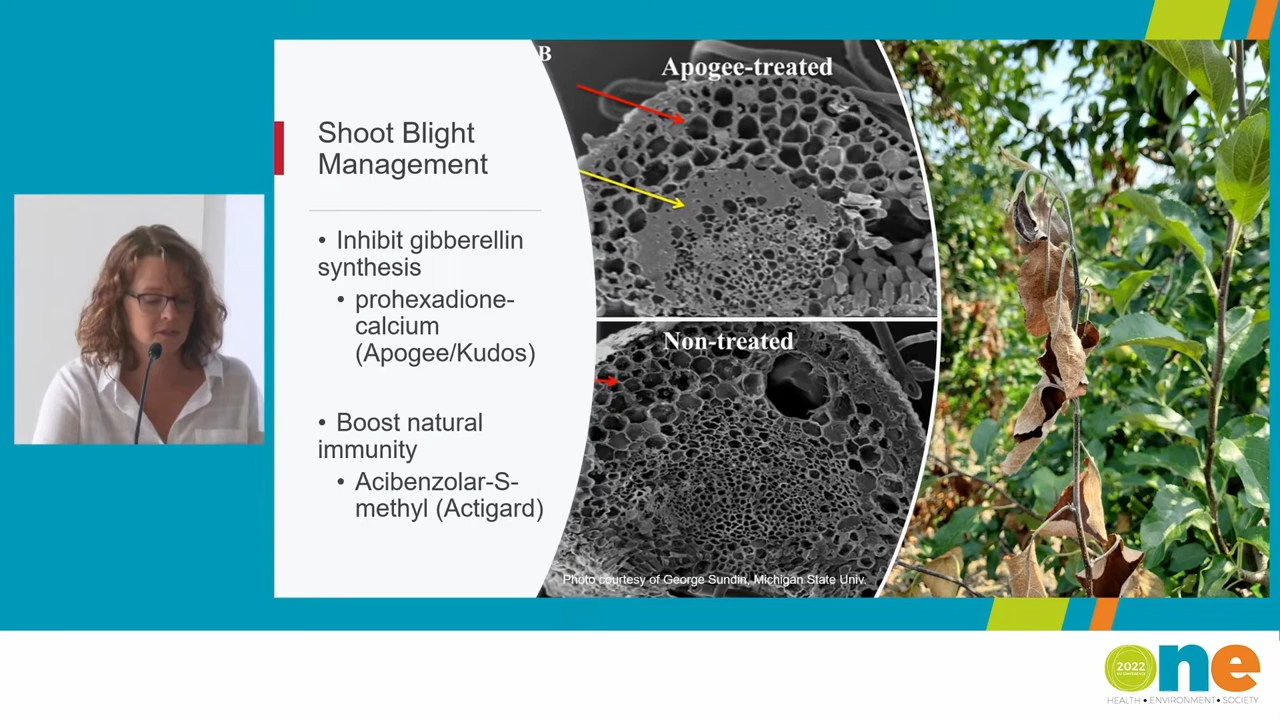 Shoot Blight
Management
• Inhibit gibberellin
synthesis
• prohexadione-
calcium
(Apogee/Kudos)
• Boost natural
immunity
• Acibenzolar-S-
methyl (Actigard)
B
Apogee-treated
Non-treated
Photo courtesy of George Sundin, Michigan State Univ.
2022
one
HEALTH • ENVIRONMENT • SOCIETY